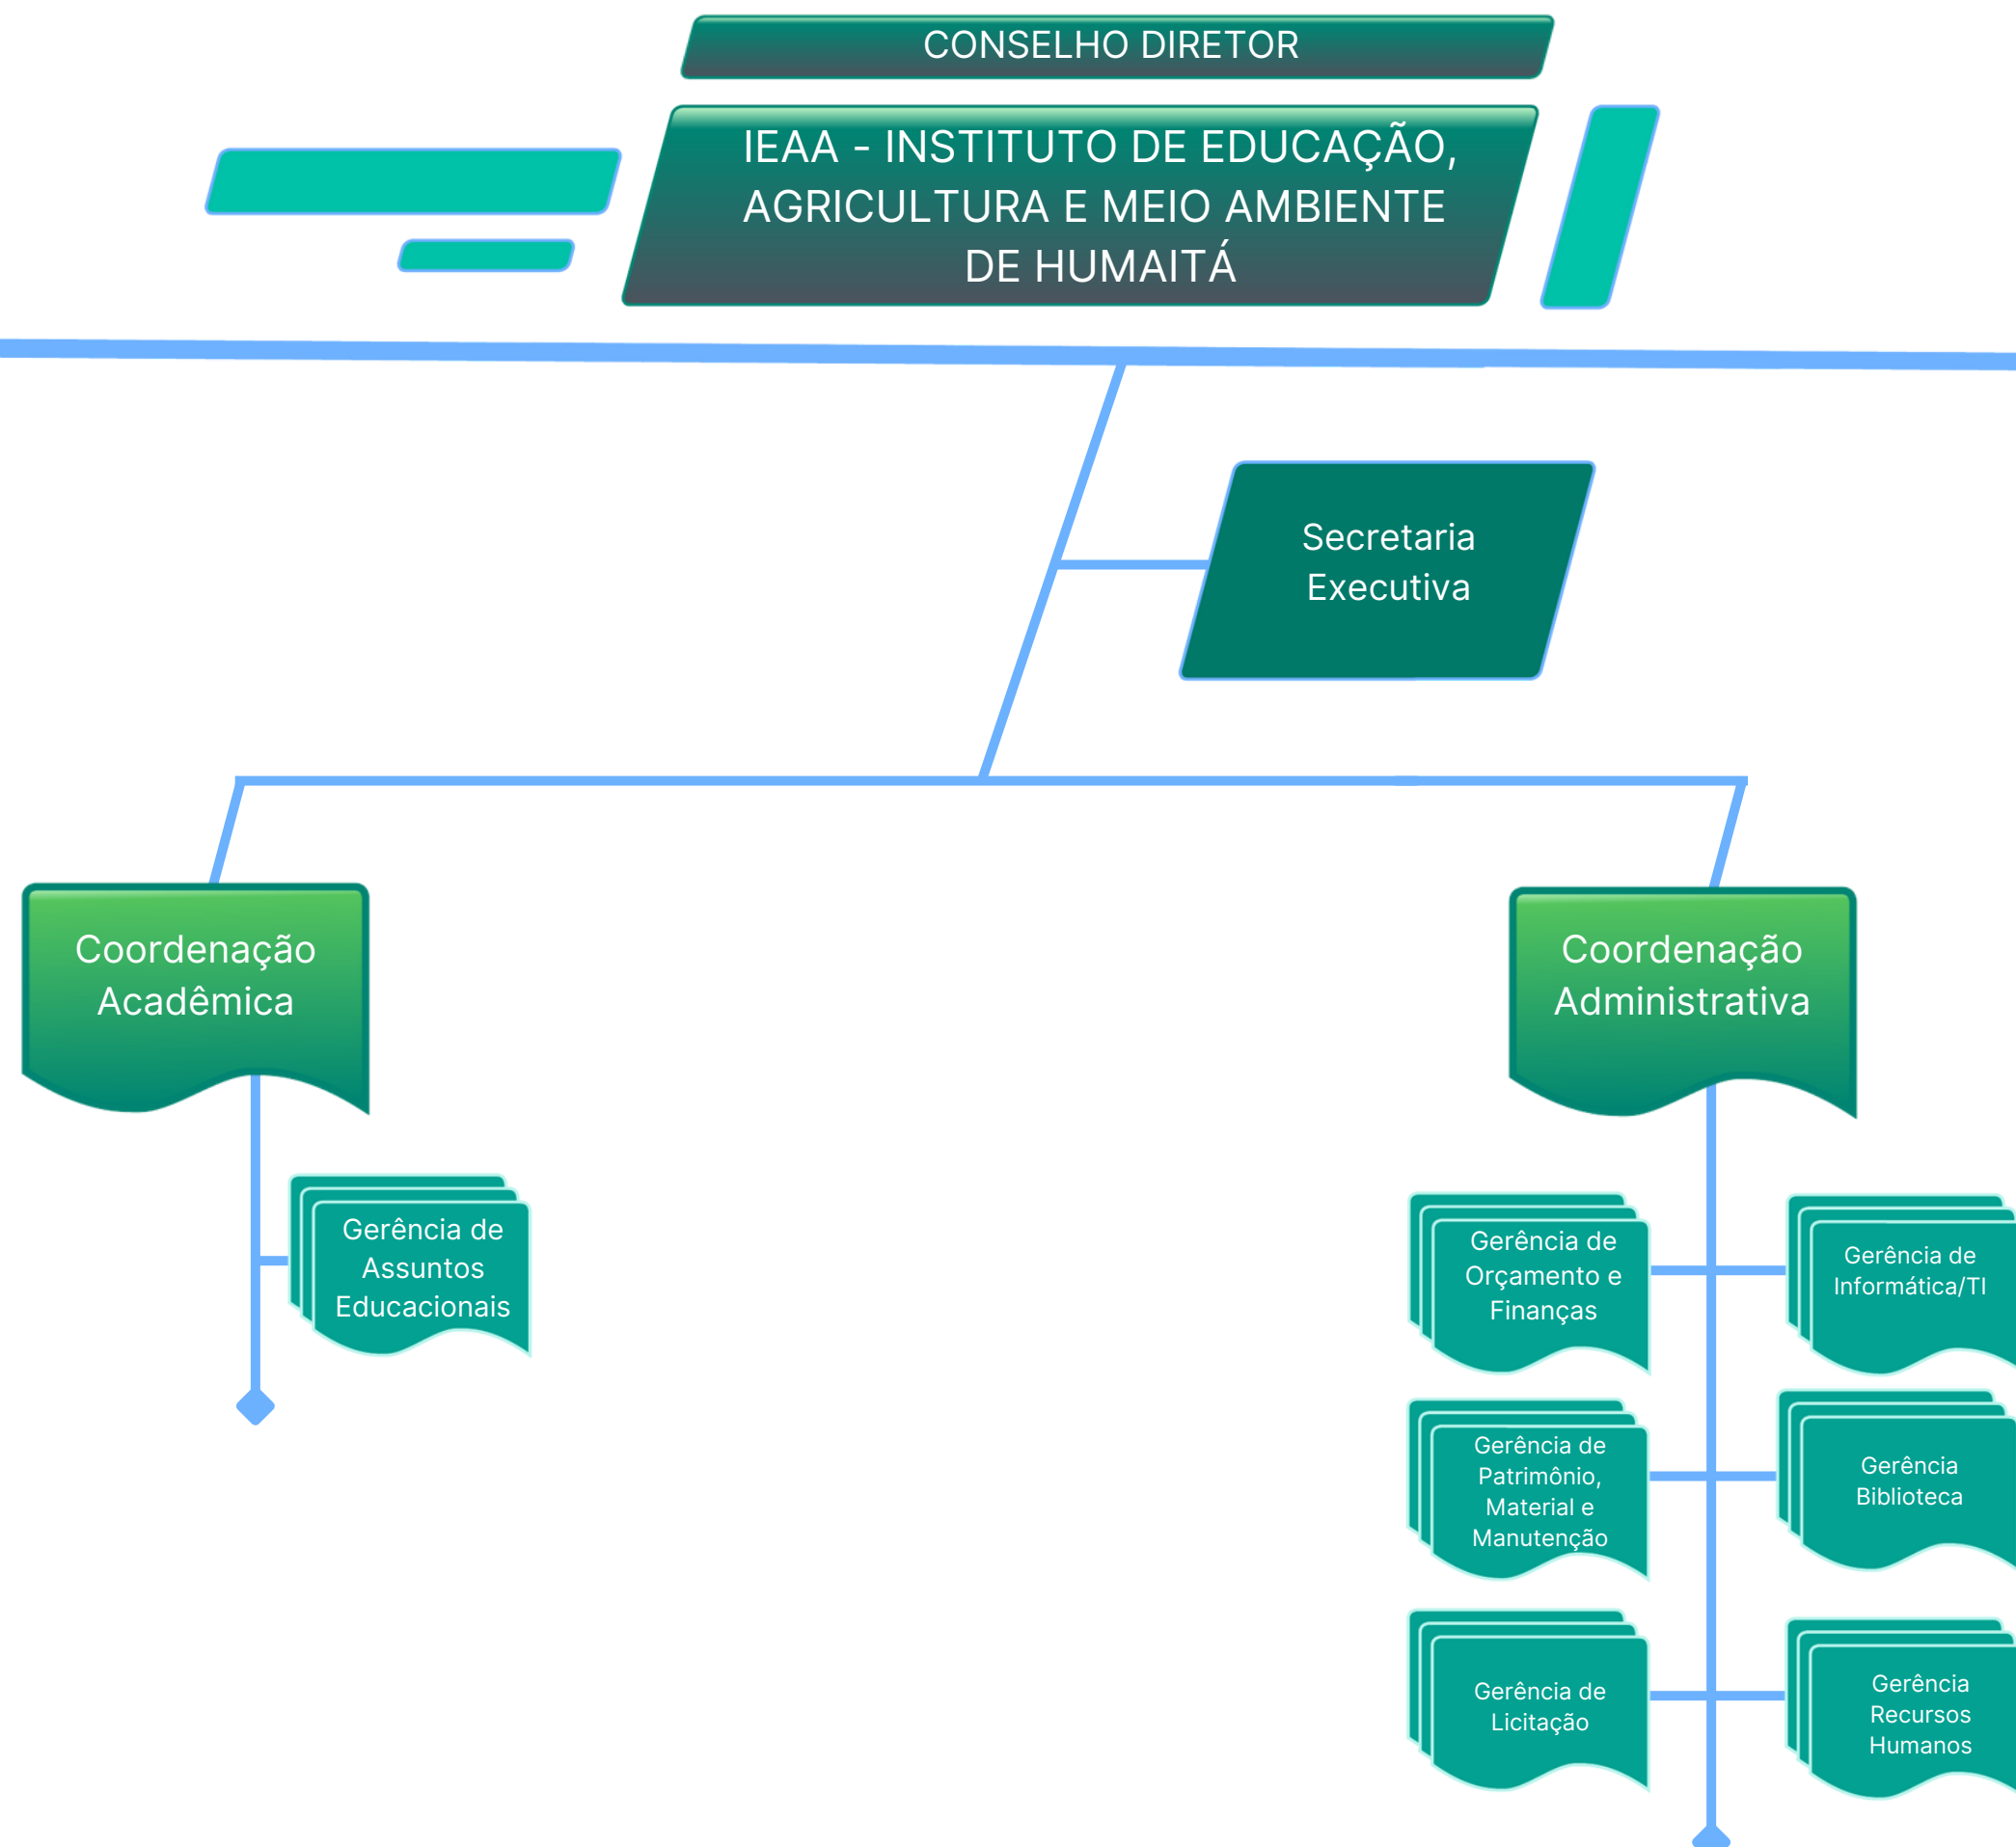 CONSELHO DIRETOR
IEAA - INSTITUTO DE EDUCAÇÃO,
AGRICULTURA E MEIO AMBIENTE
DE HUMAITÁ
Secretaria
Executiva
Coordenação
Acadêmica
Coordenação
Administrativa
Gerência de
Assuntos
Educacionais
Gerência de
Orçamento e
Finanças
Gerência de
Informática/TI
Gerência de
Patrimônio,
Material e
Manutenção
Gerência
Biblioteca
Gerência de
Licitação
Gerência
Recursos
Humanos